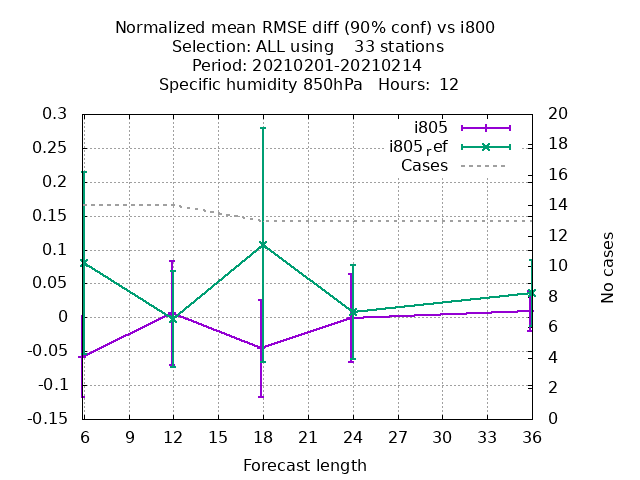 Normalized mean RMSE diff (90% conf) vs i800
Selection: ALL using    33 stations
Period: 20210201-20210214
Specific humidity 850hPa   Hours:  12
i805
i805ref
Cases
0.3
0.25
0.2
0.15
0.1
0.05
0
-0.05
-0.1
-0.15
20
18
16
14
12
10
8
6
4
2
0
No cases
6 9 12 15 18 21 24 27 30 33 36
Forecast length